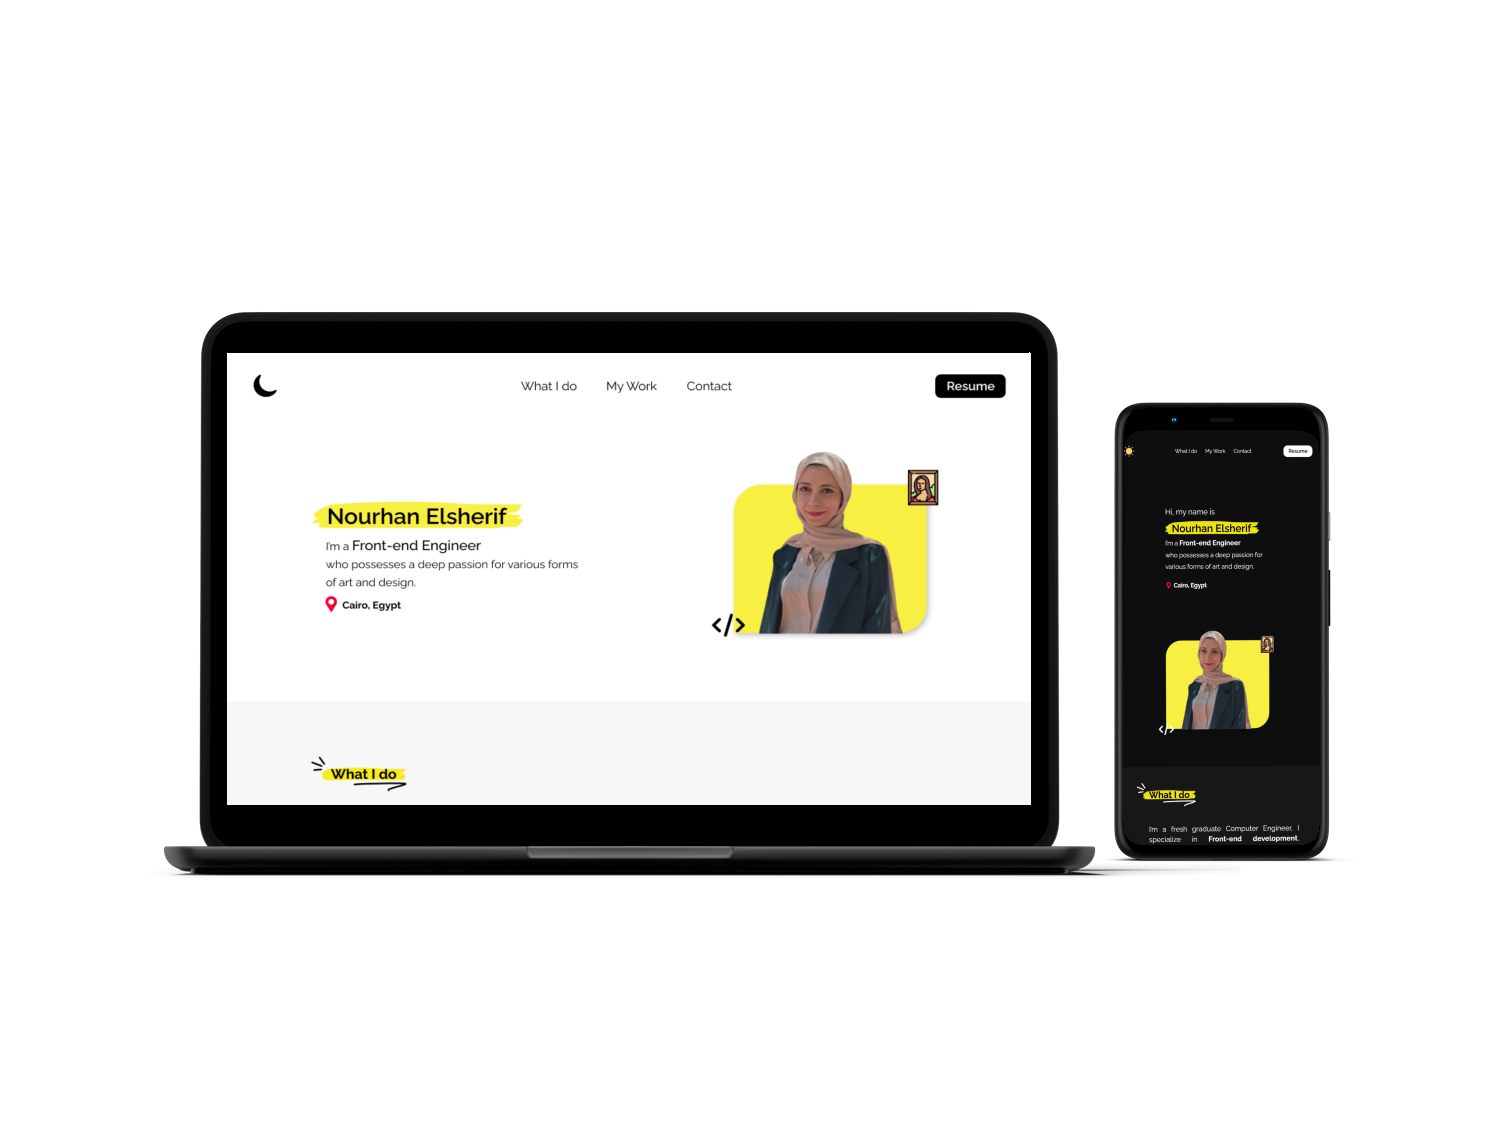 What I do
My Work
Contact
Resume
Nourhan Elsherif
I'm a Front-end Engineer
who possesses a deep passion for various forms
of art and design.
Cairo, Egypt
</>
What I do
What I do
My Work
Contact
Resume
Hi, my name is
Nourhan Elsherif
I'm a Front-end Engineer
who possesses a deep passion for
various forms of art and design.
Cairo, Egypt
</>
What I do
I'm a fresh graduate Computer Engineer, I
specialize in Front-end development,